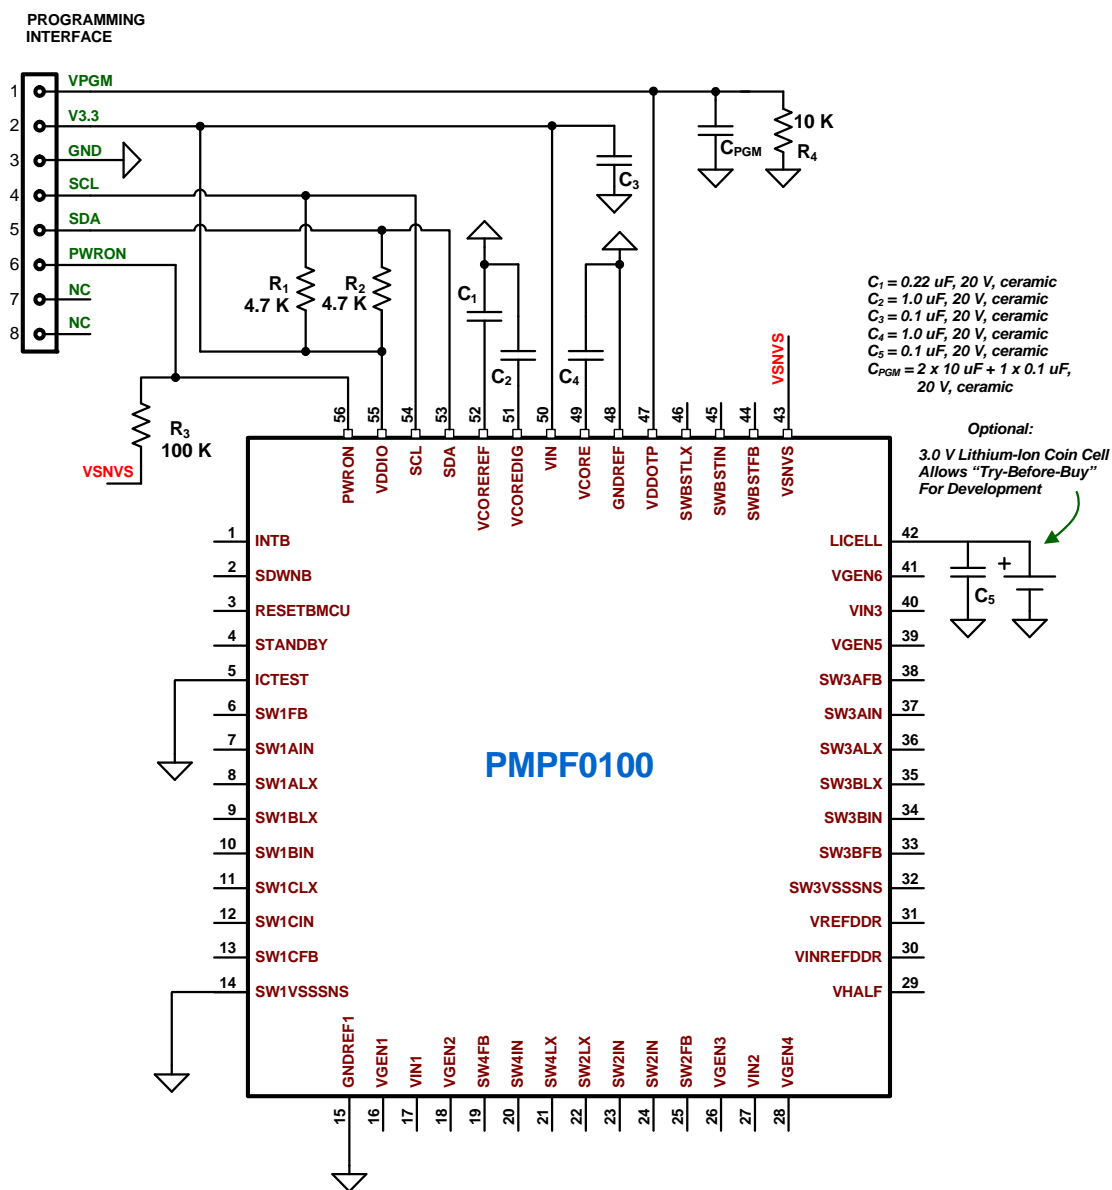 PROGRAMMING
INTERFACE
1 VPGM
2 V3.3
3 GND
4 SCL
5 SDA
6 PWRON
7 NC
8 NC
10 K
R4
CPGM
C3
R1
4.7 K
R2
4.7 K
C1
C2
C4
R3
100 K
VSNVS
VSNVS
C1 = 0.22 uF, 20 V, ceramic
C2 = 1.0 uF, 20 V, ceramic
C3 = 0.1 uF, 20 V, ceramic
C4 = 1.0 uF, 20 V, ceramic
C5 = 0.1 uF, 20 V, ceramic
CPGM = 2 x 10 uF + 1 x 0.1 uF,
20 V, ceramic
Optional:
3.0 V Lithium-Ion Coin Cell
Allows “Try-Before-Buy”
For Development
56 PWRON
55 VDDIO
54 SCL
53 SDA
52 VCOREREF
51 VCOREDIG
50 VIN
49 VCORE
48 GNDREF
47 VDDOTP
46 SWBSTLX
45 SWBSTIN
44 SWBSTFB
43 VSNVS
1 INTB
2 SDWNB
3 RESETBMCU
4 STANDBY
5 ICTEST
6 SW1FB
7 SW1AIN
8 SW1ALX
9 SW1BLX
10 SW1BIN
11 SW1CLX
12 SW1CIN
13 SW1CFB
14 SW1VSSSNS
PMPF0100
LICELL 42
VGEN6 41
VIN3 40
VGEN5 39
SW3AFB 38
SW3AIN 37
SW3ALX 36
SW3BLX 35
SW3BIN 34
SW3BFB 33
SW3VSSSNS 32
VREFDDR 31
VINREFDDR 30
VHALF 29
+
C5
GNDREF1 15
VGEN1 16
VIN1 17
VGEN2 18
SW4FB 19
SW4IN 20
SW4LX 21
SW2LX 22
SW2IN 23
SW2IN 24
SW2FB 25
VGEN3 26
VIN2 27
VGEN4 28